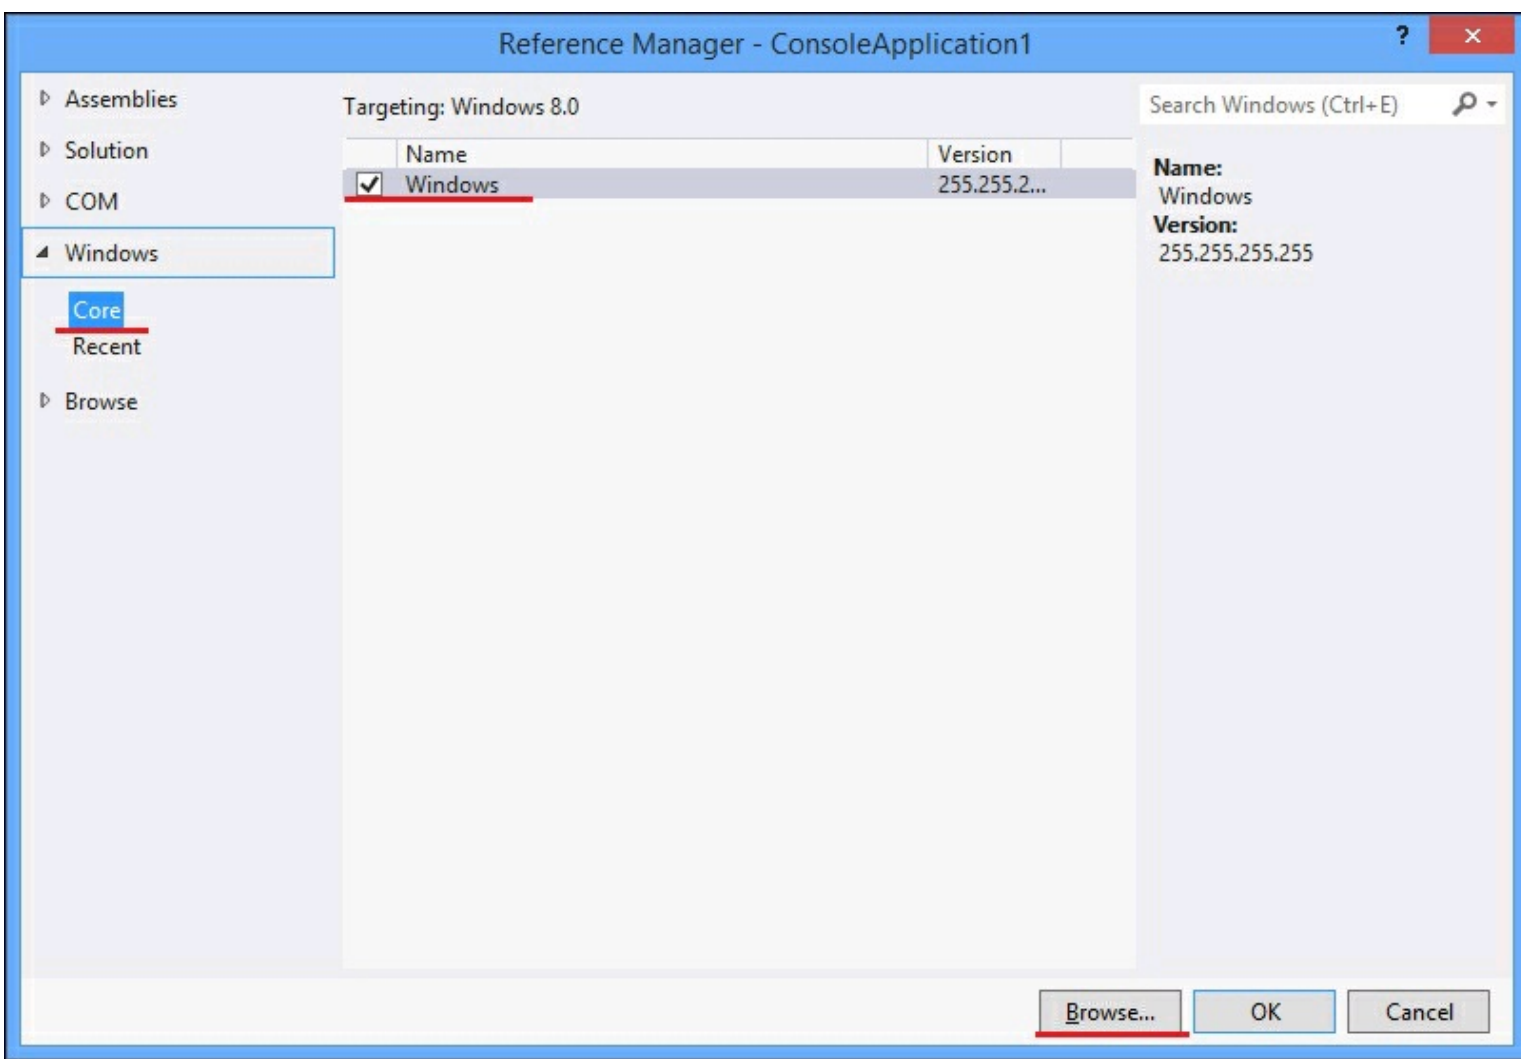 Reference Manager - ConsoleApplication1
?
Assemblies
Solution
COM
Windows
Core
Recent
Browse
Targeting: Windows 8.0
Name Version
Windows 255.255.2...
Search Windows (Ctrl+E)
Name:
Windows
Version:
255.255.255.255
Browse... OK Cancel